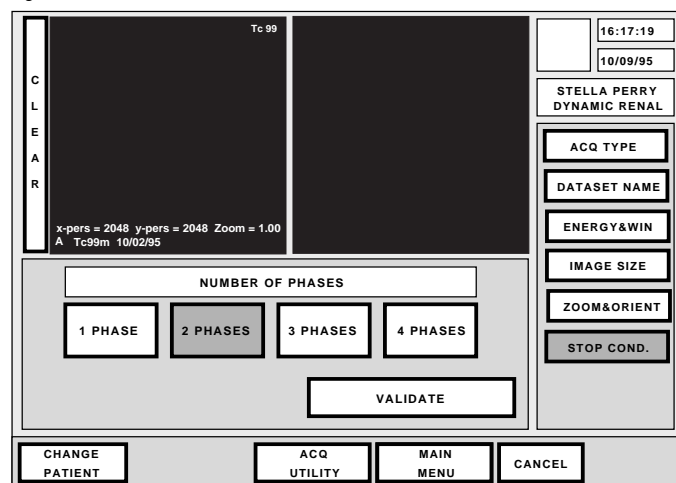 C
L
E
A
R
Tc 99
x-pers = 2048 y-pers = 2048 Zoom = 1.00
A Tc99m 10/02/95
16:17:19
10/09/95
STELLA PERRY
DYNAMIC RENAL
ACQ TYPE
DATASET NAME
ENERGY&WIN
IMAGE SIZE
ZOOM&ORIENT
STOP COND.
NUMBER OF PHASES
1 PHASE
2 PHASES
3 PHASES
4 PHASES
VALIDATE
CHANGE
PATIENT
ACQ
UTILITY
MAIN
MENU
CANCEL